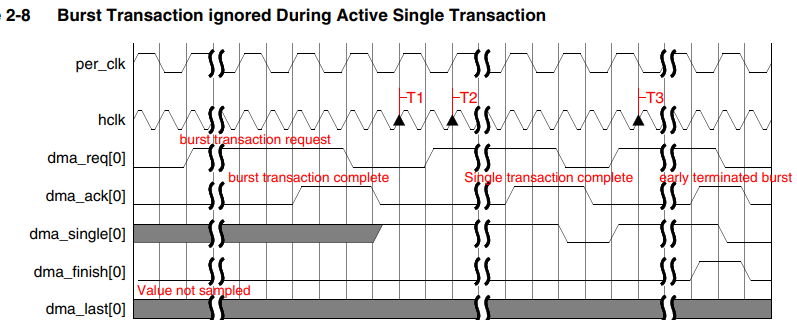 2-8 Burst Transaction ignored During Active Single Transaction
per_clk
T1 T2 T3
hclk
burst transaction request
dma_req[0]
burst transaction complete Single transaction complete early terminated burst
dma_ack[0]
dma_single[0]
dma_finish[0]
Value not sampled
dma_last[0]